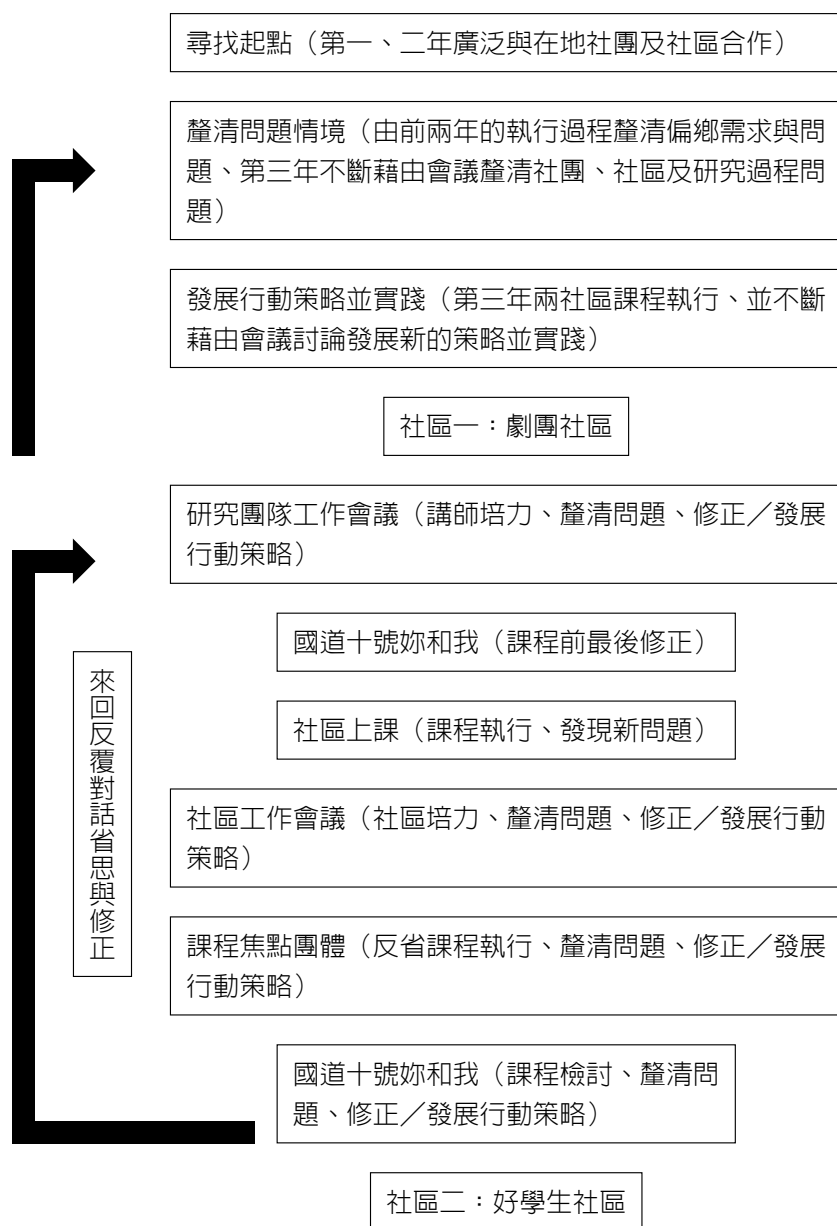 尋找起點（第一、二年廣泛與在地社團及社區合作）
釐清問題情境（由前兩年的執行過程釐清偏鄉需求與問
題、第三年不斷藉由會議釐清社團、社區及研究過程問
題）
發展行動策略並實踐（第三年兩社區課程執行、並不斷
藉由會議討論發展新的策略並實踐）
社區一：劇團社區
研究團隊工作會議（講師培力、釐清問題、修正／發展
行動策略）
國道十號妳和我（課程前最後修正）
來回反覆對話省思與修正
社區上課（課程執行、發現新問題）
社區工作會議（社區培力、釐清問題、修正／發展行動
策略）
課程焦點團體（反省課程執行、釐清問題、修正／發展
行動策略）
國道十號妳和我（課程檢討、釐清問
題、修正／發展行動策略）
社區二：好學生社區